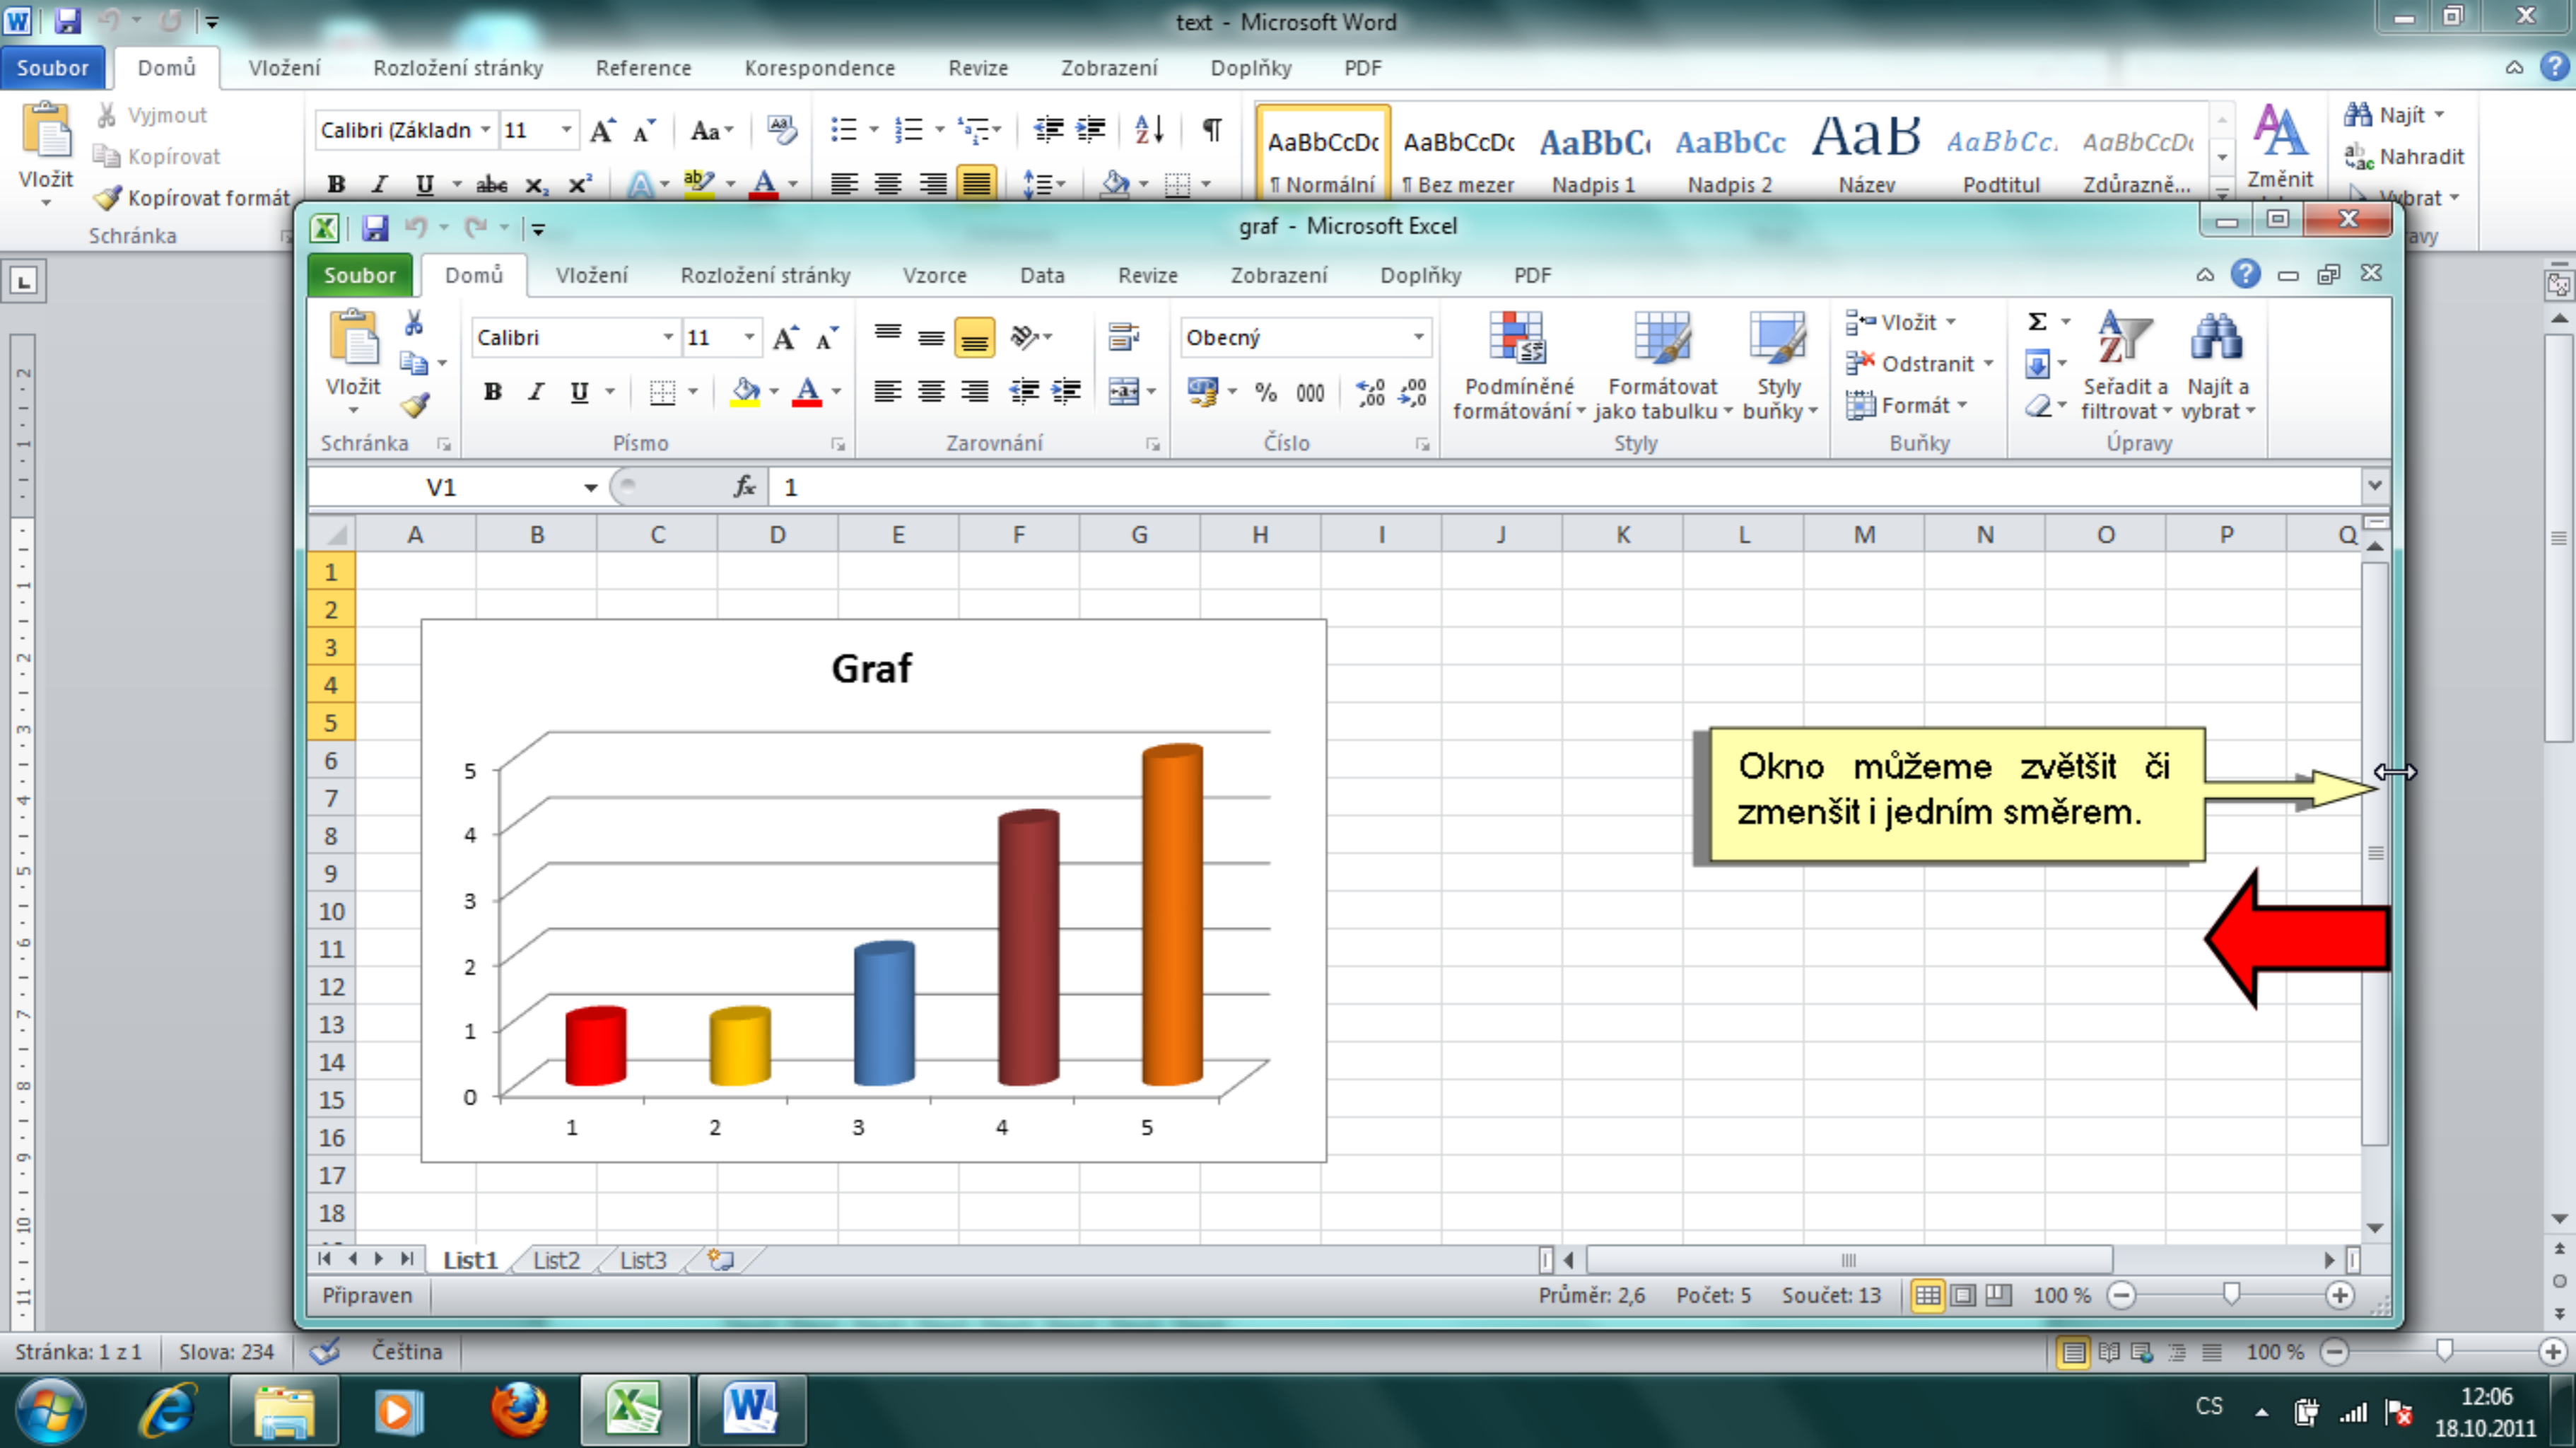 text - Microsoft Word
Soubor Domů Vložení Rozložení stránky Reference Korespondence Revize Zobrazení Doplňky PDF
Vložit
Vyjmout
Kopírovat
Kopírovat formát
Schránka
Calibri (Základn 11
AaBbCcDc AaBbCcDc AaBbC AaBbCc AaB AaBbCc. AaBbCcDc
¶ Normální ¶ Bez mezer Nadpis 1 Nadpis 2 Název Podtitul Zdůrazně...
Změnit
Najít
Nahradit
Vybrat
graf - Microsoft Excel
Soubor Domů Vložení Rozložení stránky Vzorce Data Revize Zobrazení Doplňky PDF
Vložit
Schránka
Calibri 11
B I U
Písmo
Zarovnání
Obecný
% 000
Číslo
Podmíněné formátování
Formátovat jako tabulku
Styly buňky
Styly
Vložit
Odstranit
Formát
Buňky
Σ
Seřadit a filtrovat
Najít a vybrat
Úpravy
V1 fx 1
A B C D E F G H I J K L M N O P Q
1
2
3
4
5
6
7
8
9
10
11
12
13
14
15
16
17
18
Graf
5
4
3
2
1
0
1 2 3 4 5
Okno můžeme zvětšit či
zmenšit i jedním směrem.
List1 List2 List3
Připraven Průměr: 2,6 Počet: 5 Součet: 13 100 %
Stránka: 1 z 1 Slova: 234 Čeština 100 %
CS 12:06
18.10.2011